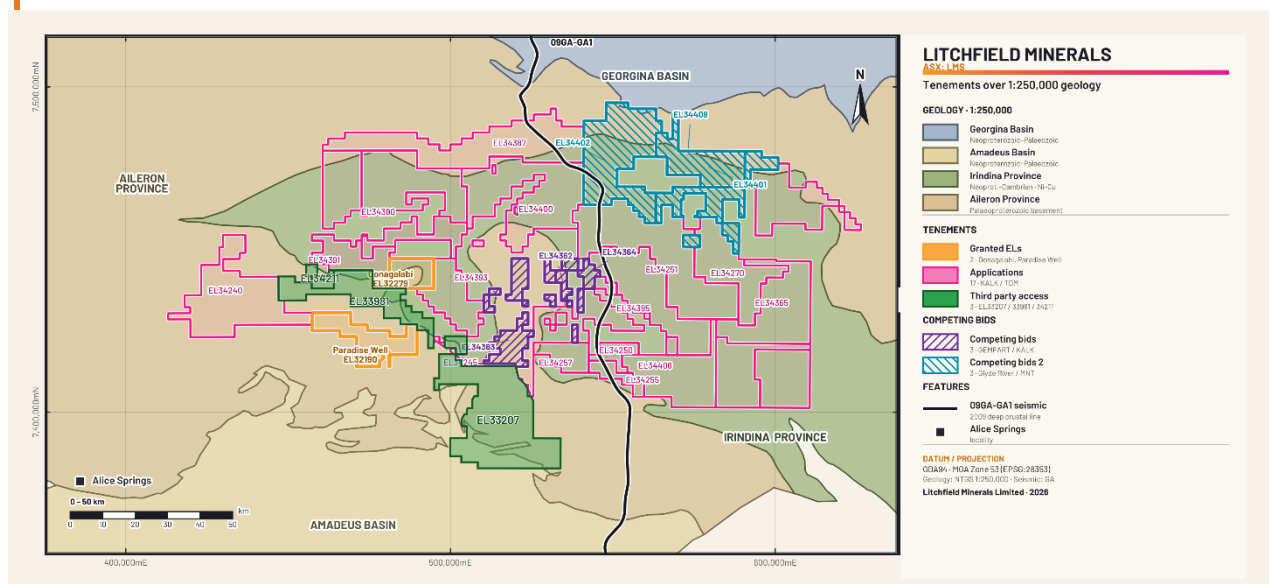 09GA-GA1
GEORGINA BASIN
N
7,500,000mN
EL34408
EL34387
EL34402
AILERON
PROVINCE
EL34401
EL34390
EL34400
EL34391
EL34362
EL34364
EL34211
Oonagalabi
EL32279
EL34393
EL34251
EL34270
EL34240
EL33981
EL34395
EL34365
Paradise Well
EL32190
EL34363
EL34250
EL34257
EL34406
EL34255
7,400,000mN
EL33207
IRINDINA PROVINCE
Alice Springs
0 - 50 km
km
0 10 20 30 40 50
AMADEUS BASIN
400,000mE 500,000mE 600,000mE
LITCHFIELD MINERALS
ASX: LMS
Tenements over 1:250,000 geology
GEOLOGY · 1:250,000
Georgina Basin
Neoproterozoic-Palaeozoic
Amadeus Basin
Neoproterozoic-Palaeozoic
Irindina Province
Neoprot.-Cambrian · Ni-Cu
Aileron Province
Palaeoproterozoic basement
TENEMENTS
Granted ELs
2 · Oonagalabi, Paradise Well
Applications
17 · KALK / TOM
Third party access
3 · EL33207 / 33981 / 34211
COMPETING BIDS
Competing bids
3 · GEMPART / KALK
Competing bids 2
3 · Glyde River / MNT
FEATURES
09GA-GA1 seismic
2009 deep crustal line
Alice Springs
locality
DATUM / PROJECTION
GDA94 · MGA Zone 53 (EPSG:28353)
Geology: NTGS 1:250,000 · Seismic: GA
Litchfield Minerals Limited · 2026